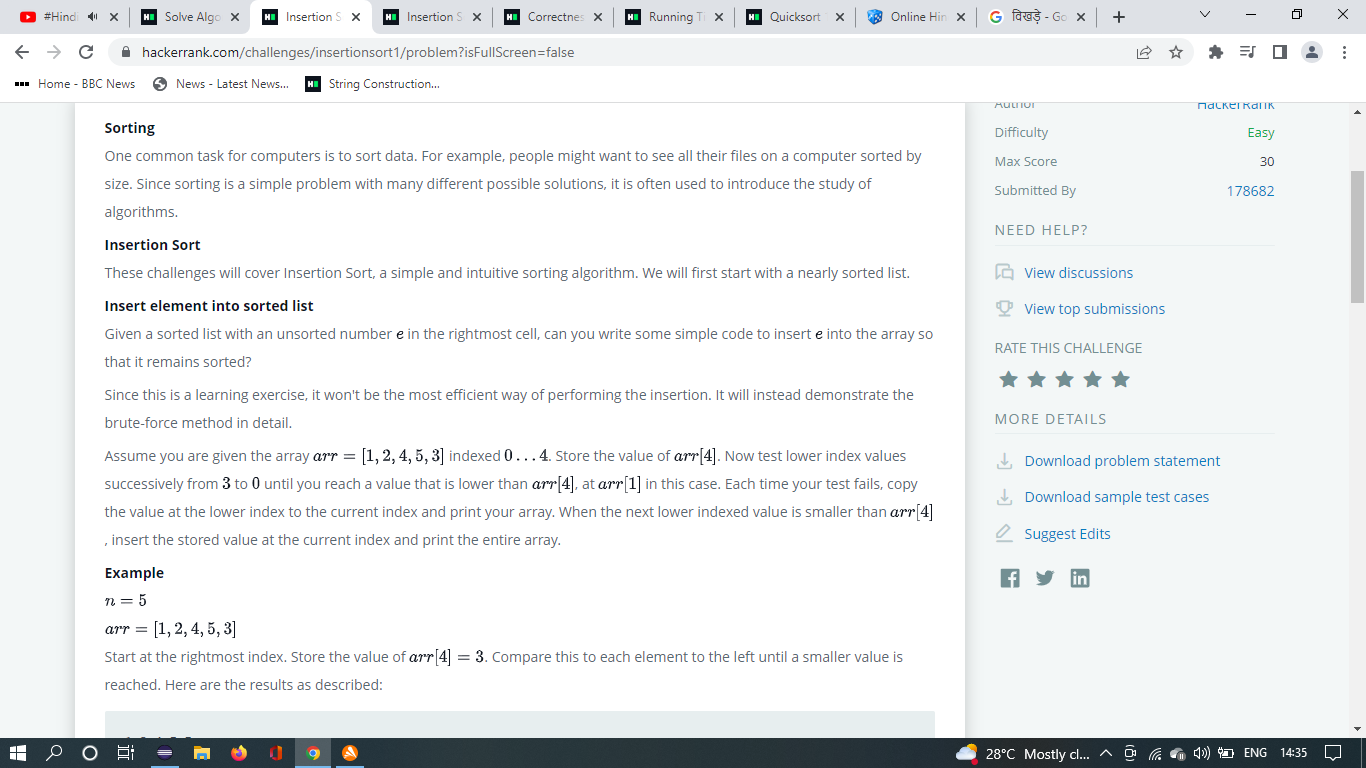 #Hindi
Solve Algo
Insertion S
Insertion S
Correctnes
Running Ti
Quicksort
Online Hin
विखड़े - Go
hackerrank.com/challenges/insertionsort1/problem?isFullScreen=false
Home - BBC News
News - Latest News...
String Construction...
Sorting
One common task for computers is to sort data. For example, people might want to see all their files on a computer sorted by
size. Since sorting is a simple problem with many different possible solutions, it is often used to introduce the study of
algorithms.
Insertion Sort
These challenges will cover Insertion Sort, a simple and intuitive sorting algorithm. We will first start with a nearly sorted list.
Insert element into sorted list
Given a sorted list with an unsorted number e in the rightmost cell, can you write some simple code to insert e into the array so
that it remains sorted?
Since this is a learning exercise, it won't be the most efficient way of performing the insertion. It will instead demonstrate the
brute-force method in detail.
Assume you are given the array arr = [1, 2, 4, 5, 3] indexed 0 . . . 4. Store the value of arr[4]. Now test lower index values
successively from 3 to 0 until you reach a value that is lower than arr[4], at arr[1] in this case. Each time your test fails, copy
the value at the lower index to the current index and print your array. When the next lower indexed value is smaller than arr[4]
, insert the stored value at the current index and print the entire array.
Example
n = 5
arr = [1, 2, 4, 5, 3]
Start at the rightmost index. Store the value of arr[4] = 3. Compare this to each element to the left until a smaller value is
reached. Here are the results as described:
Author HackerRank
Difficulty Easy
Max Score 30
Submitted By 178682
NEED HELP?
View discussions
View top submissions
RATE THIS CHALLENGE
MORE DETAILS
Download problem statement
Download sample test cases
Suggest Edits
28°C Mostly cl... ENG 14:35